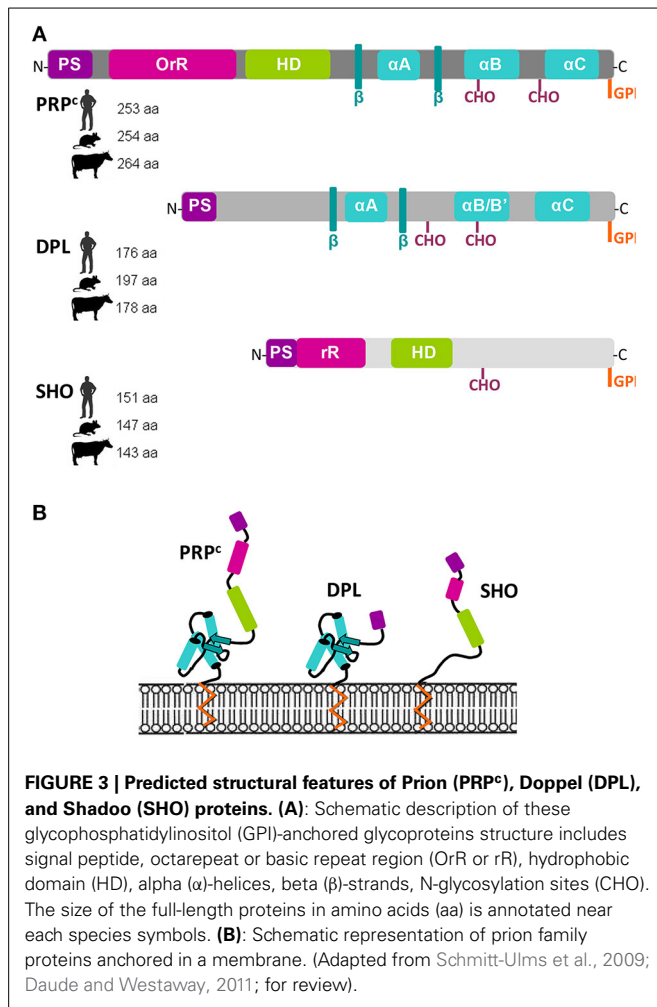 A
N- PS OrR HD αA αB αC -C
β β CHO CHO GPI
PRPᶜ
253 aa
254 aa
264 aa
N- PS αA αB/B’ αC -C
β β CHO CHO GPI
DPL
176 aa
197 aa
178 aa
N- PS rR HD -C
CHO GPI
SHO
151 aa
147 aa
143 aa
B
PRPᶜ
DPL
SHO
FIGURE 3 | Predicted structural features of Prion (PRPᶜ), Doppel (DPL),
and Shadoo (SHO) proteins. (A): Schematic description of these
glycophosphatidylinositol (GPI)-anchored glycoproteins structure includes
signal peptide, octarepeat or basic repeat region (OrR or rR), hydrophobic
domain (HD), alpha (α)-helices, beta (β)-strands, N-glycosylation sites (CHO).
The size of the full-length proteins in amino acids (aa) is annotated near
each species symbols. (B): Schematic representation of prion family
proteins anchored in a membrane. (Adapted from Schmitt-Ulms et al., 2009;
Daude and Westaway, 2011; for review).